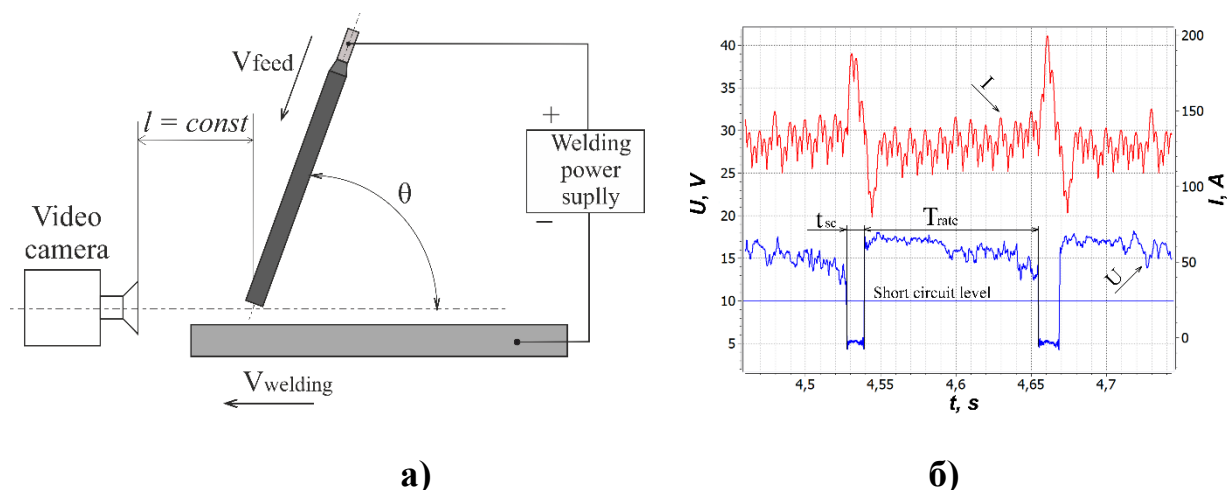 Vfeed
l = const
Video
camera
θ
+
Welding
power
suplly
−
Vwelding
a)
U, V
40
35
30
25
20
15
10
5
I
tsc
Trate
Short circuit level
U
200
150
100
50
0
I, A
4,5
4,55
4,6
4,65
4,7
t, s
б)